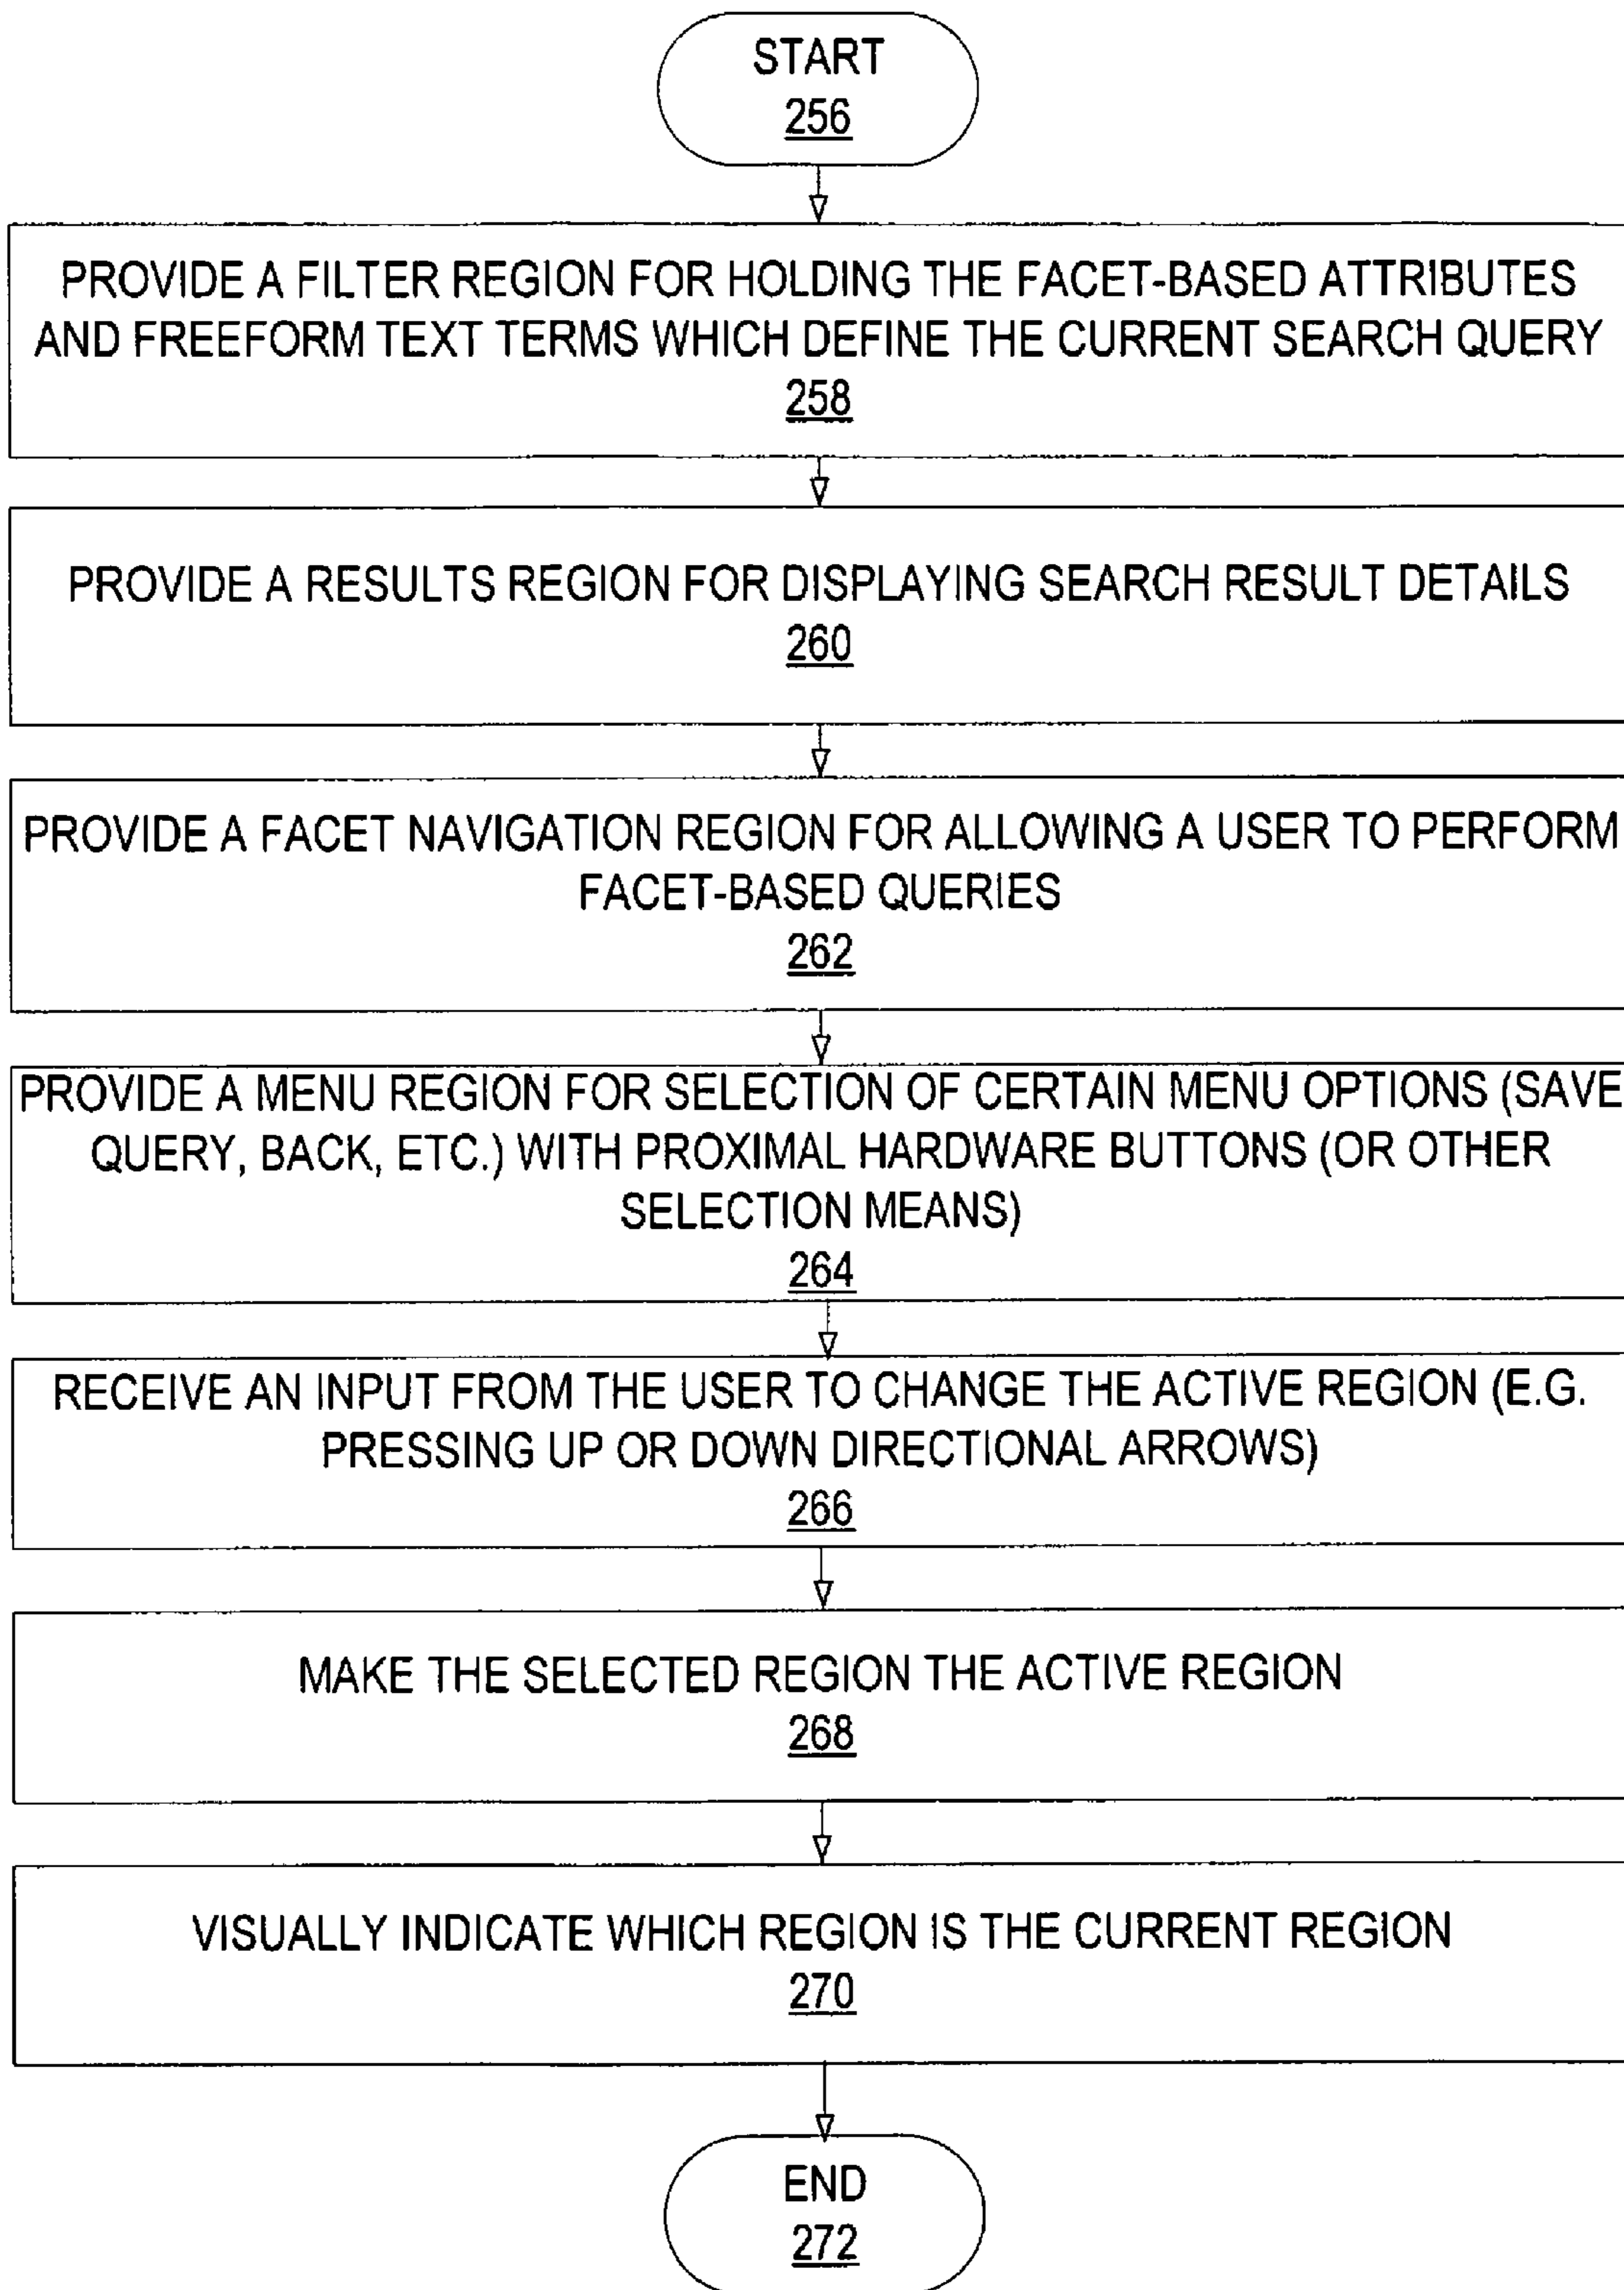 START
256
PROVIDE A FILTER REGION FOR HOLDING THE FACET-BASED ATTRIBUTES
AND FREEFORM TEXT TERMS WHICH DEFINE THE CURRENT SEARCH QUERY
258
PROVIDE A RESULTS REGION FOR DISPLAYING SEARCH RESULT DETAILS
260
PROVIDE A FACET NAVIGATION REGION FOR ALLOWING A USER TO PERFORM
FACET-BASED QUERIES
262
PROVIDE A MENU REGION FOR SELECTION OF CERTAIN MENU OPTIONS (SAVE
QUERY, BACK, ETC.) WITH PROXIMAL HARDWARE BUTTONS (OR OTHER
SELECTION MEANS)
264
RECEIVE AN INPUT FROM THE USER TO CHANGE THE ACTIVE REGION (E.G.
PRESSING UP OR DOWN DIRECTIONAL ARROWS)
266
MAKE THE SELECTED REGION THE ACTIVE REGION
268
VISUALLY INDICATE WHICH REGION IS THE CURRENT REGION
270
END
272